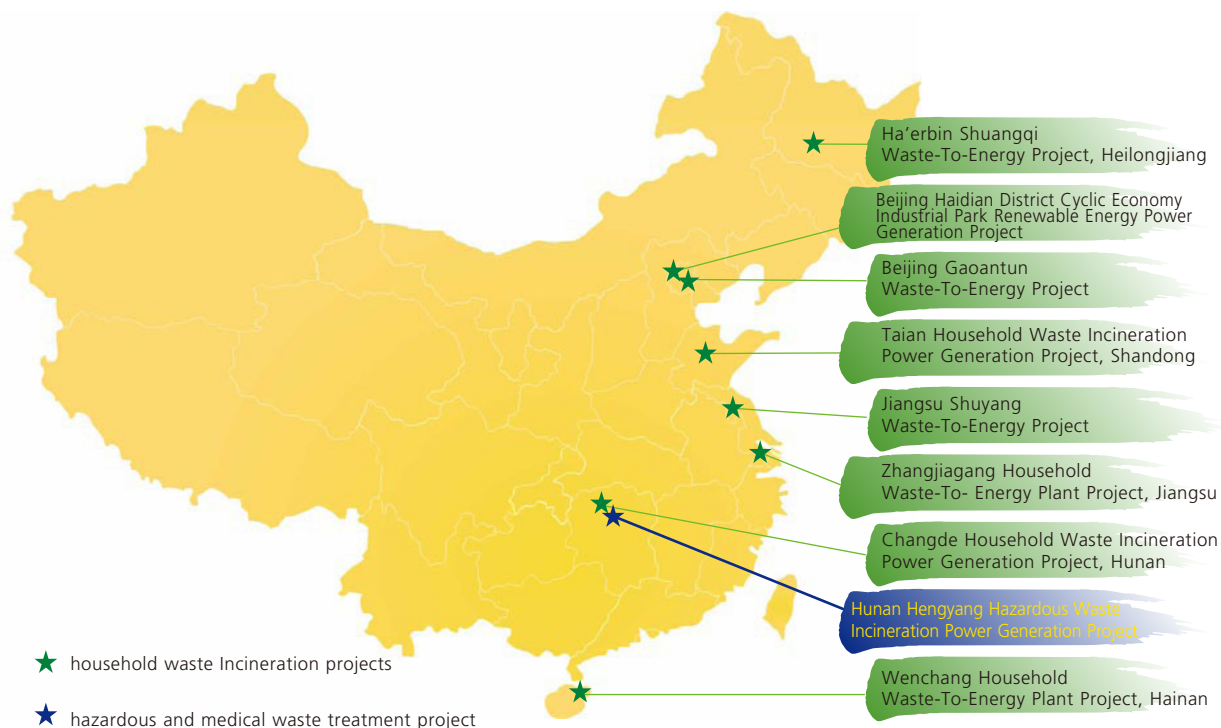 Ha’erbin Shuangqi
Waste-To-Energy Project, Heilongjiang
Beijing Haidian District Cyclic Economy
Industrial Park Renewable Energy Power
Generation Project
Beijing Gaoantun
Waste-To-Energy Project
Taian Household Waste Incineration
Power Generation Project, Shandong
Jiangsu Shuyang
Waste-To-Energy Project
Zhangjiagang Household
Waste-To- Energy Plant Project, Jiangsu
Changde Household Waste Incineration
Power Generation Project, Hunan
Hunan Hengyang Hazardous Waste
Incineration Power Generation Project
Wenchang Household
Waste-To-Energy Plant Project, Hainan
household waste Incineration projects
hazardous and medical waste treatment project